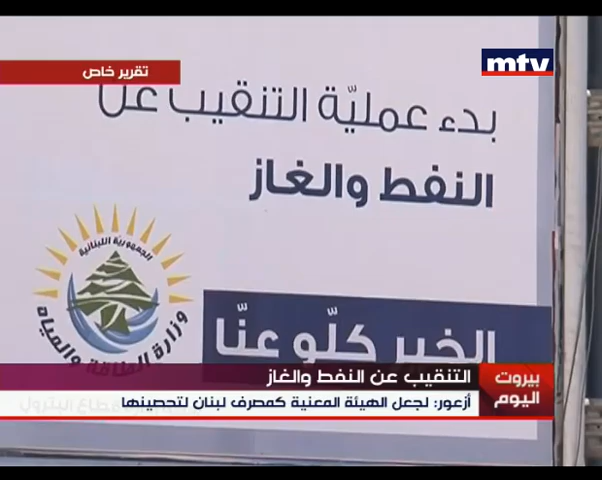 تقرير خاص
mtv
بدء عمليّة التنقيب عن
النفط والغاز
الجمهورية اللبنانية
وزارة الطاقة والمياه
الخير كلّو عنّا
بيروت اليوم
التنقيب عن النفط والغاز
أزعور: لجعل الهيئة المعنية كمصرف لبنان لتحصينها